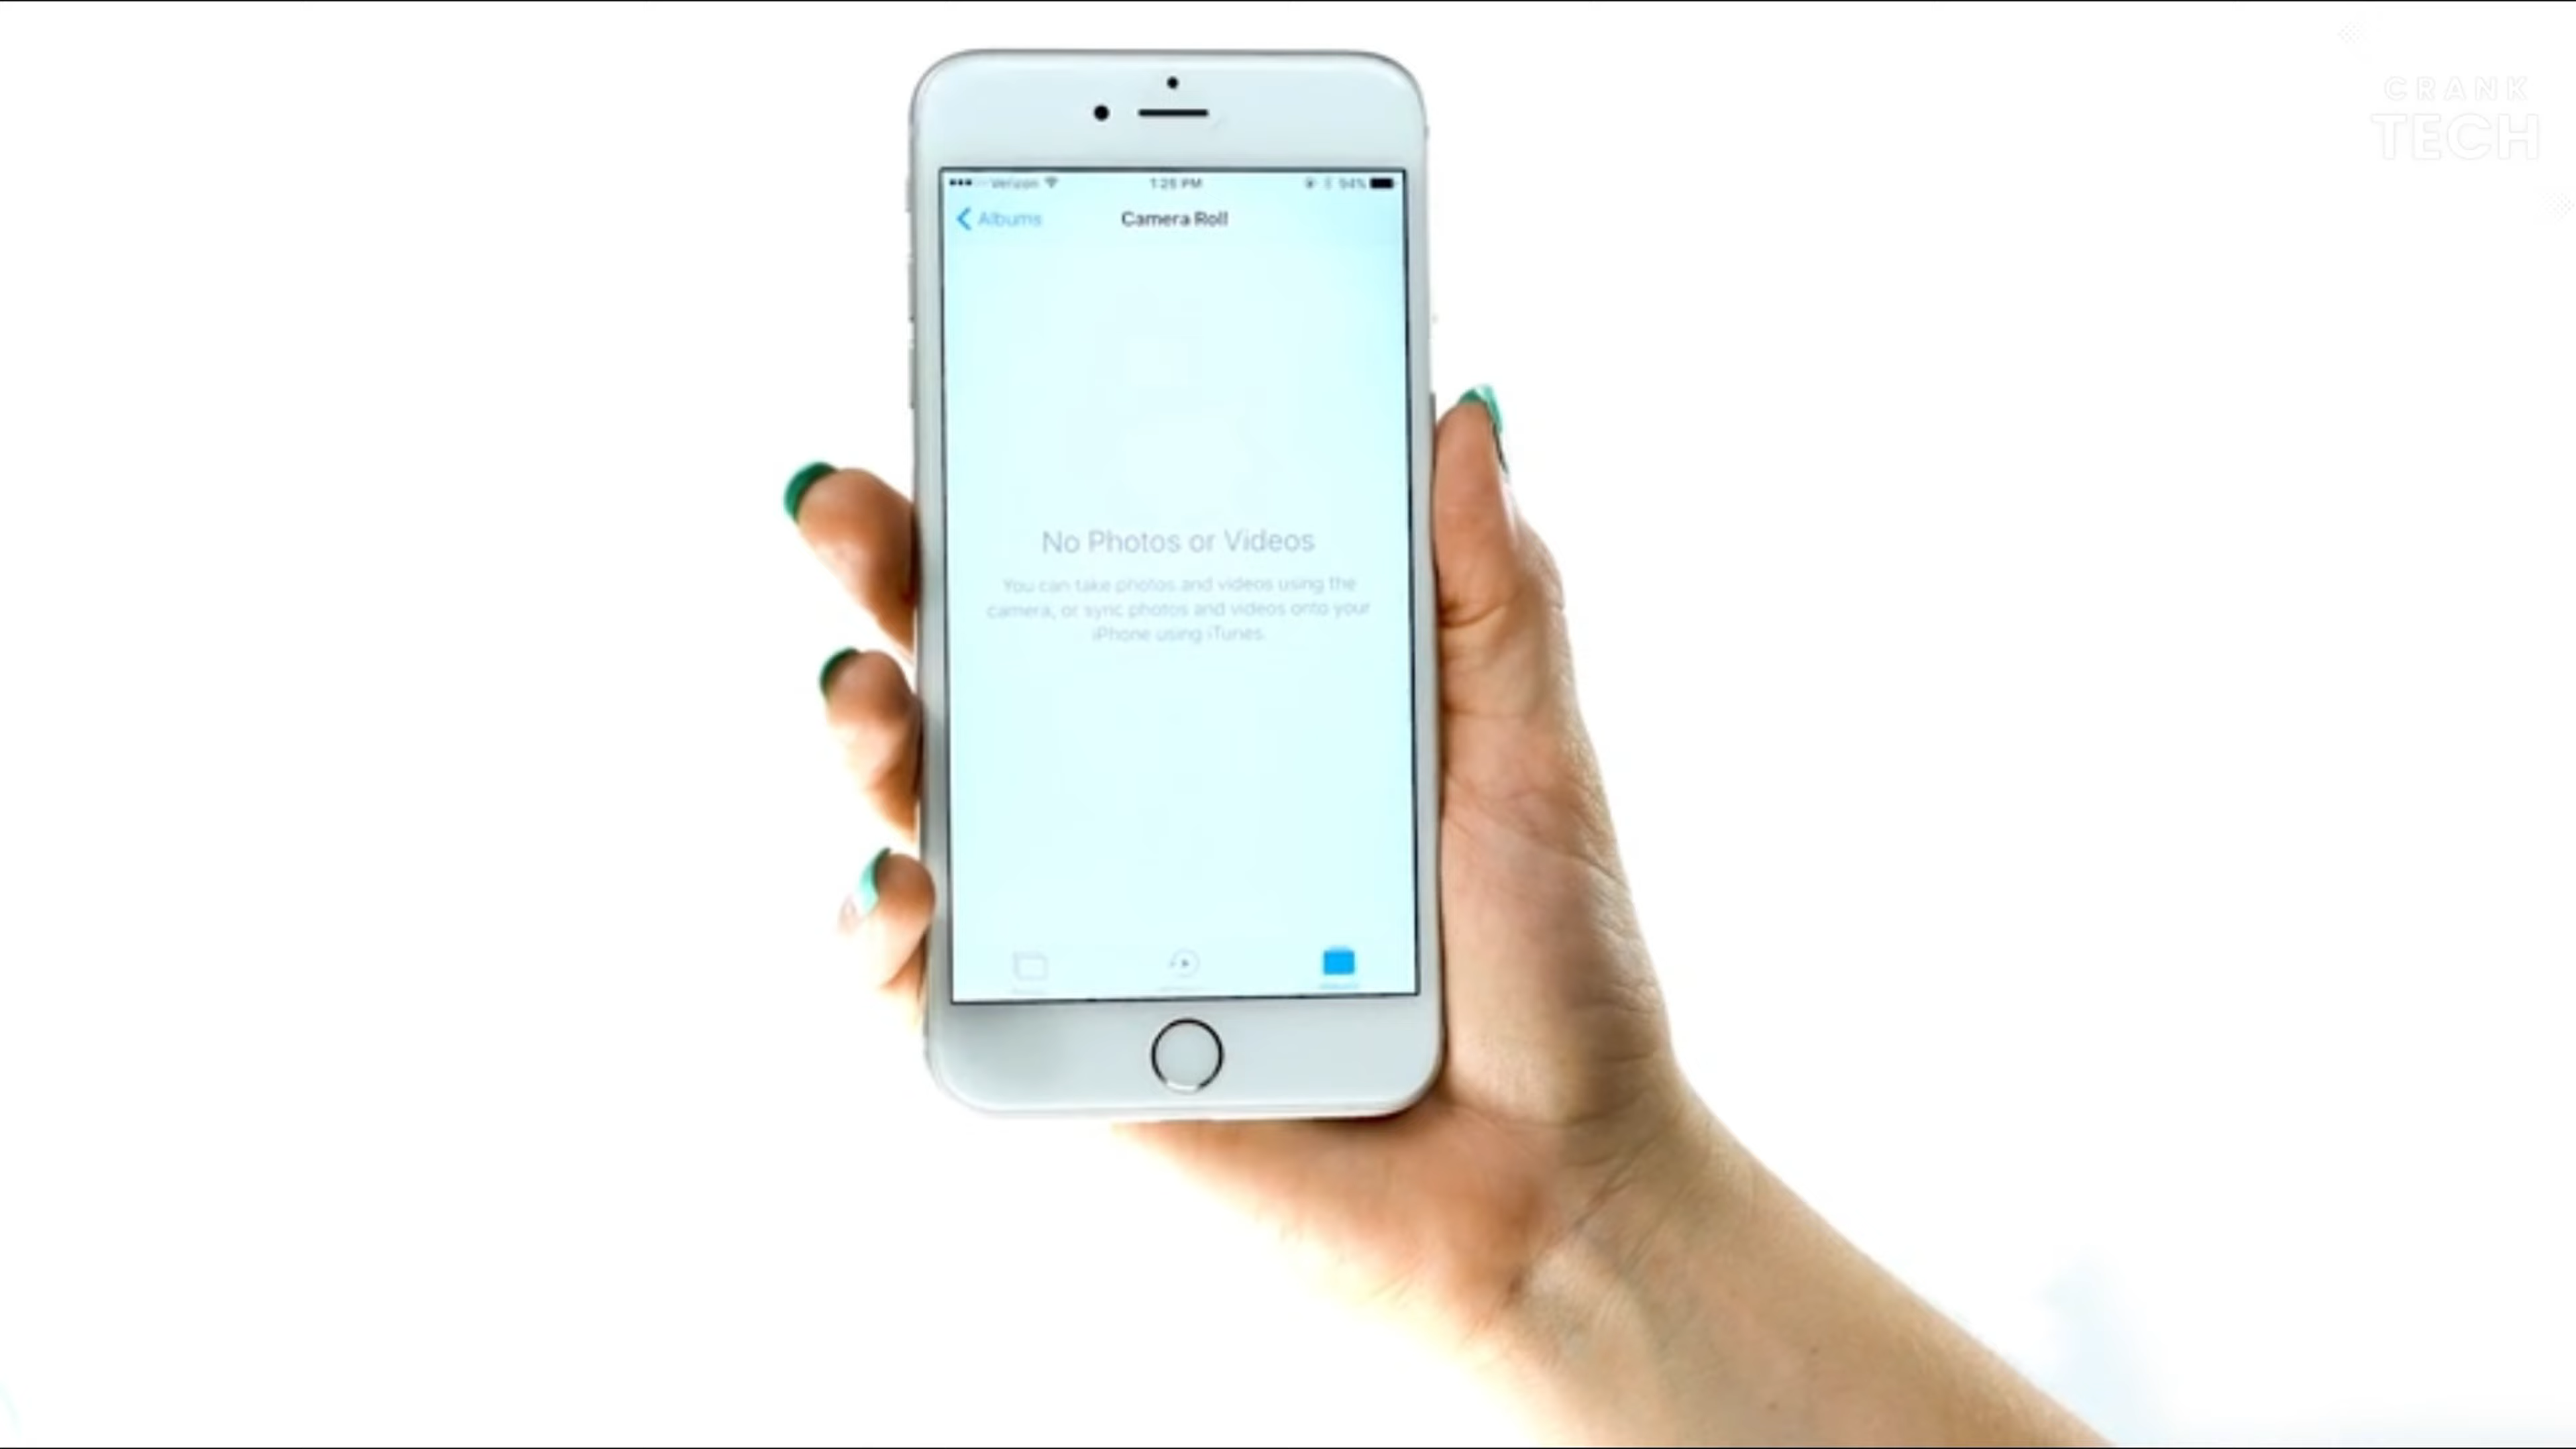 CRANK
TECH
Verizon 1:25 PM 94%
Albums Camera Roll
No Photos or Videos
You can take photos and videos using the
camera, or sync photos and videos onto your
iPhone using iTunes.